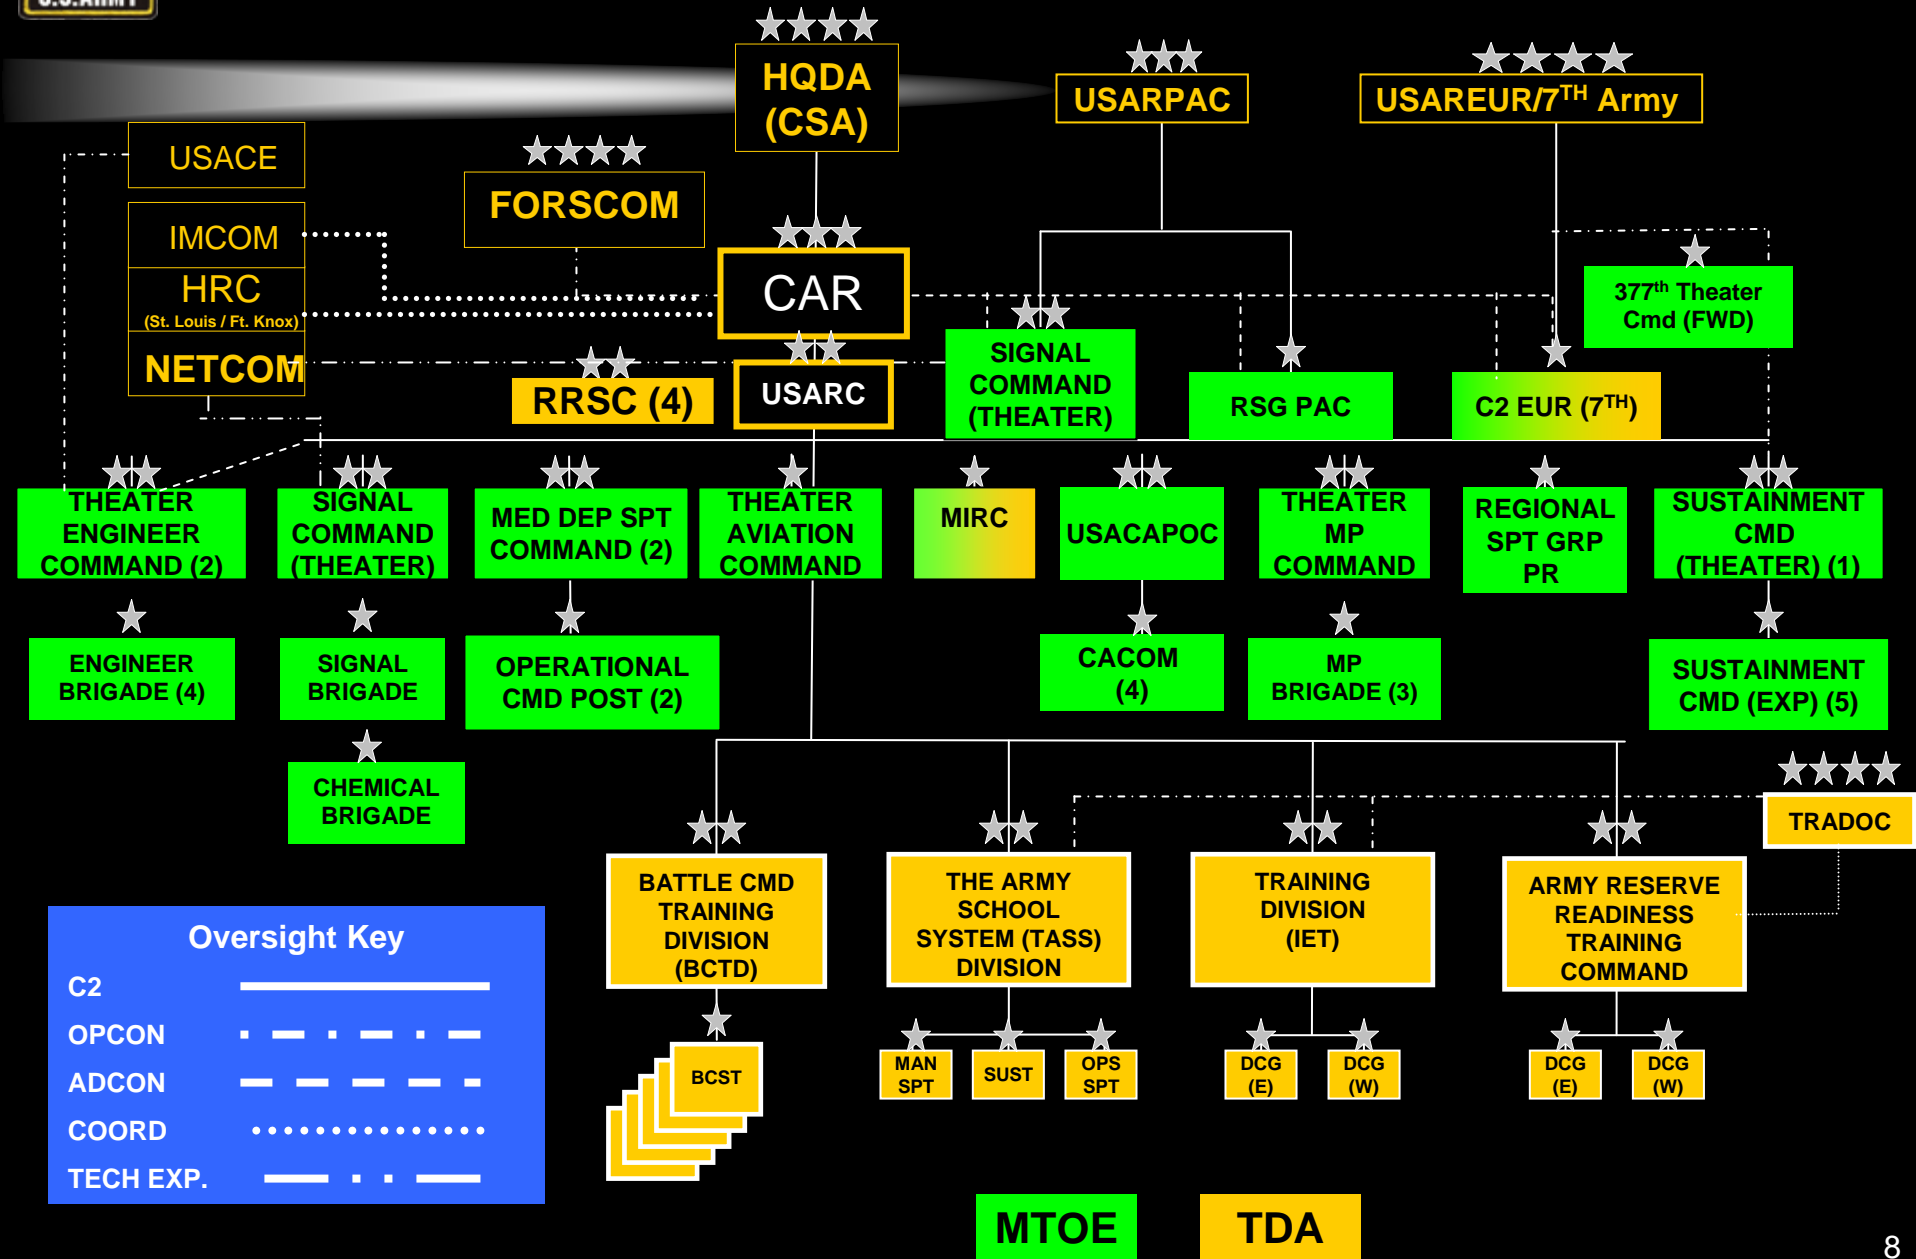 U.S.ARMY
HQDA
(CSA)
USARPAC
USAREUR/7TH Army
USACE
FORSCOM
IMCOM
HRC
(St. Louis / Ft. Knox)
NETCOM
CAR
377th Theater
Cmd (FWD)
RRSC (4)
USARC
SIGNAL
COMMAND
(THEATER)
RSG PAC
C2 EUR (7TH)
THEATER
ENGINEER
COMMAND (2)
SIGNAL
COMMAND
(THEATER)
MED DEP SPT
COMMAND (2)
THEATER
AVIATION
COMMAND
MIRC
USACAPOC
THEATER
MP
COMMAND
REGIONAL
SPT GRP
PR
SUSTAINMENT
CMD
(THEATER) (1)
ENGINEER
BRIGADE (4)
SIGNAL
BRIGADE
OPERATIONAL
CMD POST (2)
CACOM
(4)
MP
BRIGADE (3)
SUSTAINMENT
CMD (EXP) (5)
CHEMICAL
BRIGADE
TRADOC
BATTLE CMD
TRAINING
DIVISION
(BCTD)
THE ARMY
SCHOOL
SYSTEM (TASS)
DIVISION
TRAINING
DIVISION
(IET)
ARMY RESERVE
READINESS
TRAINING
COMMAND
BCST
MAN
SPT
SUST
OPS
SPT
DCG
(E)
DCG
(W)
DCG
(E)
DCG
(W)
Oversight Key
C2
OPCON
ADCON
COORD
TECH EXP.
MTOE
TDA
8